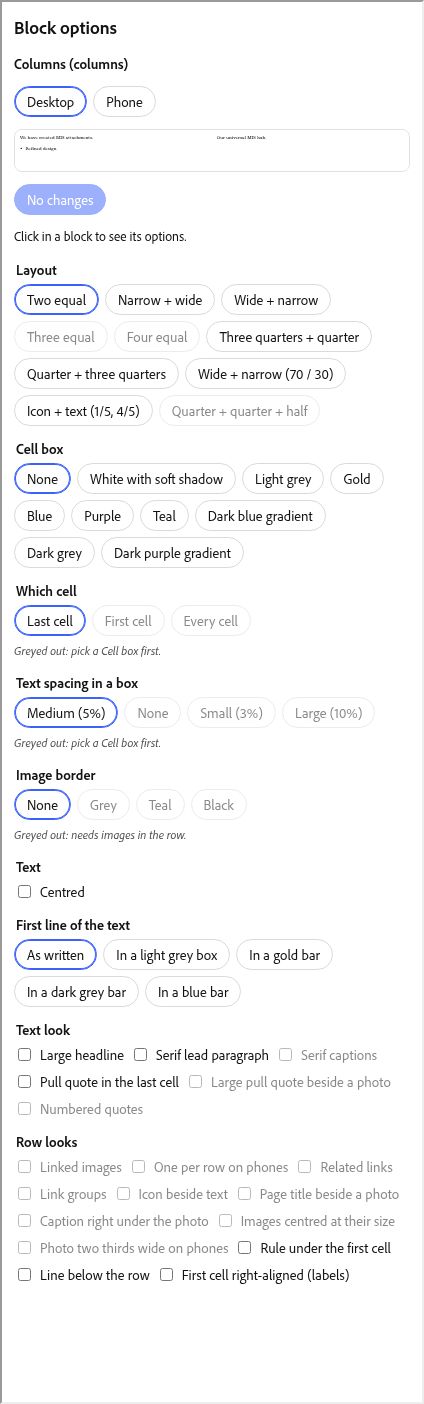 Block options
Columns (columns)
Desktop Phone
We have created MIS attachments. Our universal MIS hub
• Refined design
No changes
Click in a block to see its options.
Layout
Two equal Narrow + wide Wide + narrow
Three equal Four equal Three quarters + quarter
Quarter + three quarters Wide + narrow (70 / 30)
Icon + text (1/5, 4/5) Quarter + quarter + half
Cell box
None White with soft shadow Light grey Gold
Blue Purple Teal Dark blue gradient
Dark grey Dark purple gradient
Which cell
Last cell First cell Every cell
Greyed out: pick a Cell box first.
Text spacing in a box
Medium (5%) None Small (3%) Large (10%)
Greyed out: pick a Cell box first.
Image border
None Grey Teal Black
Greyed out: needs images in the row.
Text
Centred
First line of the text
As written In a light grey box In a gold bar
In a dark grey bar In a blue bar
Text look
Large headline Serif lead paragraph Serif captions
Pull quote in the last cell Large pull quote beside a photo
Numbered quotes
Row looks
Linked images One per row on phones Related links
Link groups Icon beside text Page title beside a photo
Caption right under the photo Images centred at their size
Photo two thirds wide on phones Rule under the first cell
Line below the row First cell right-aligned (labels)